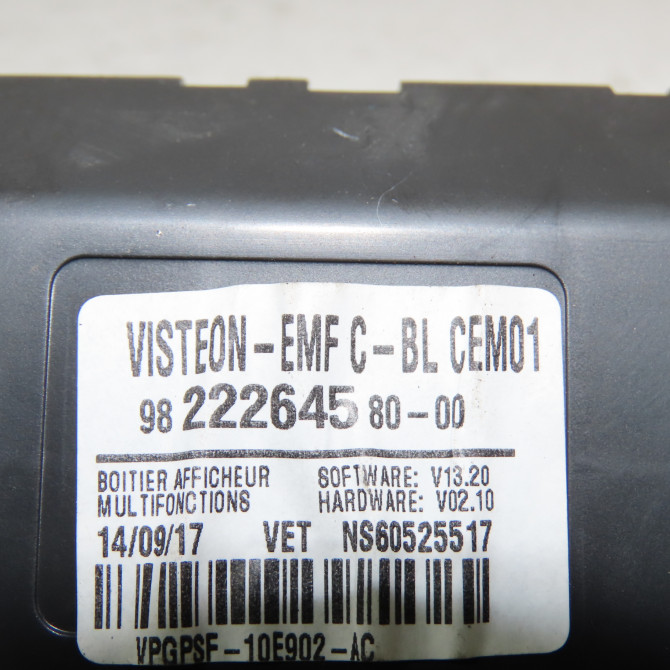 VISTEON-EMF C-BL CEM01
98 222645 80-00
BOITIER AFFICHEUR SOFTWARE: V13.20
MULTIFONCTIONS HARDWARE: V02.10
14/09/17 VET NS60525517
VPGPSF-10E902-AC